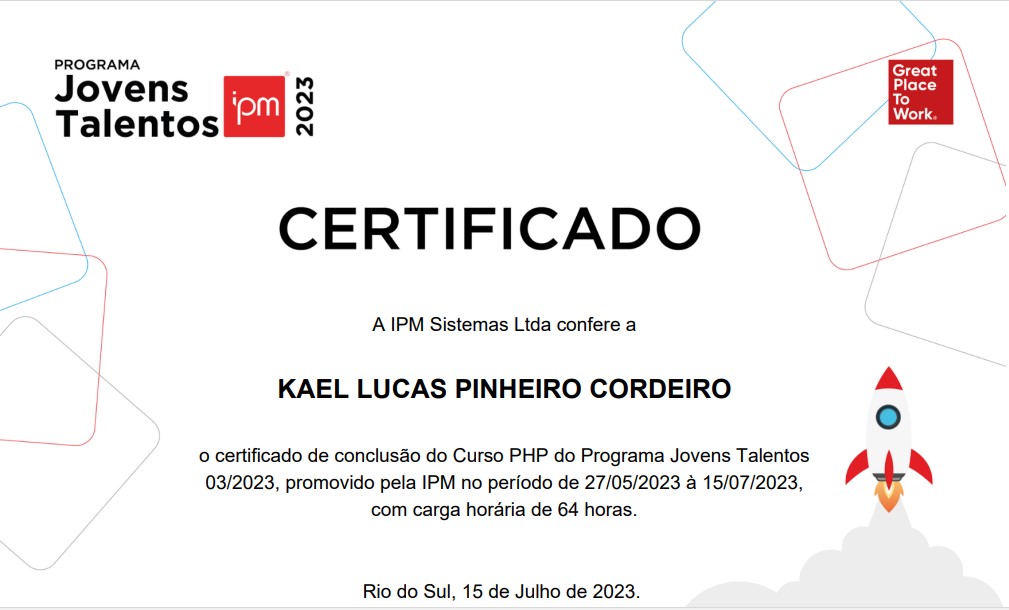 PROGRAMA
Jovens
Talentos
ipm
2023
Great
Place
To
Work.
CERTIFICADO
A IPM Sistemas Ltda confere a
KAEL LUCAS PINHEIRO CORDEIRO
o certificado de conclusão do Curso PHP do Programa Jovens Talentos
03/2023, promovido pela IPM no período de 27/05/2023 à 15/07/2023,
com carga horária de 64 horas.
Rio do Sul, 15 de Julho de 2023.